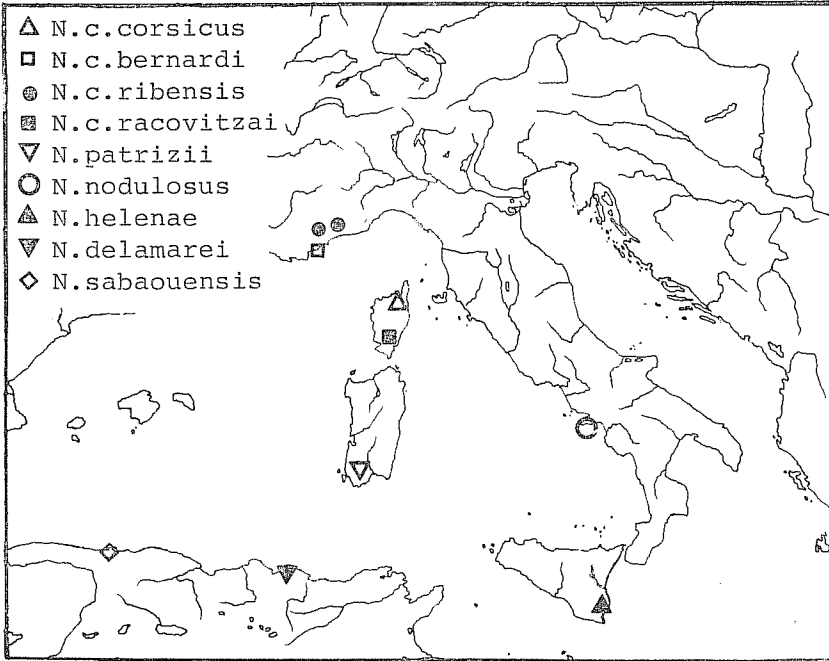 N.c.corsicus
N.c.bernardi
N.c.ribensis
N.c.racovitzai
N.patrizii
N.nodulosus
N.helenae
N.delamarei
N.sabaouensis